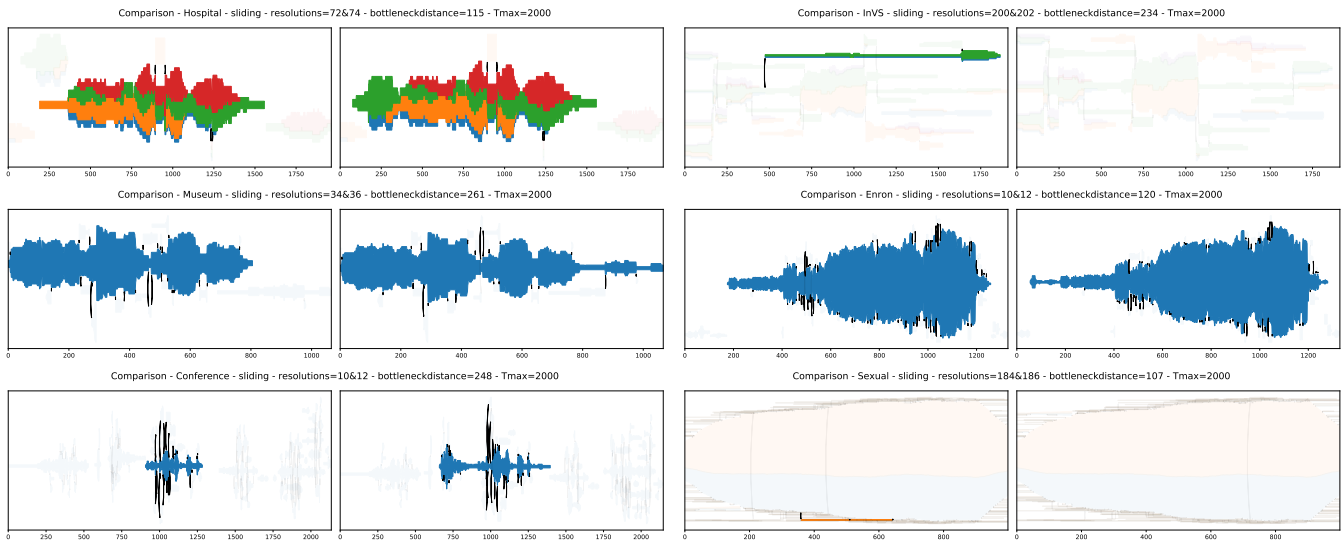 Comparison - Hospital - sliding - resolutions=72&74 - bottleneckdistance=115 - Tmax=2000
0 250 500 750 1000 1250 1500 1750
0 250 500 750 1000 1250 1500 1750
Comparison - InVS - sliding - resolutions=200&202 - bottleneckdistance=234 - Tmax=2000
0 250 500 750 1000 1250 1500 1750
0 250 500 750 1000 1250 1500 1750
Comparison - Museum - sliding - resolutions=34&36 - bottleneckdistance=261 - Tmax=2000
0 200 400 600 800 1000
0 200 400 600 800 1000
Comparison - Enron - sliding - resolutions=10&12 - bottleneckdistance=120 - Tmax=2000
200 400 600 800 1000 1200
0 200 400 600 800 1000 1200
Comparison - Conference - sliding - resolutions=10&12 - bottleneckdistance=248 - Tmax=2000
0 250 500 750 1000 1250 1500 1750 2000
0 250 500 750 1000 1250 1500 1750 2000
Comparison - Sexual - sliding - resolutions=184&186 - bottleneckdistance=107 - Tmax=2000
0 200 400 600 800
0 200 400 600 800